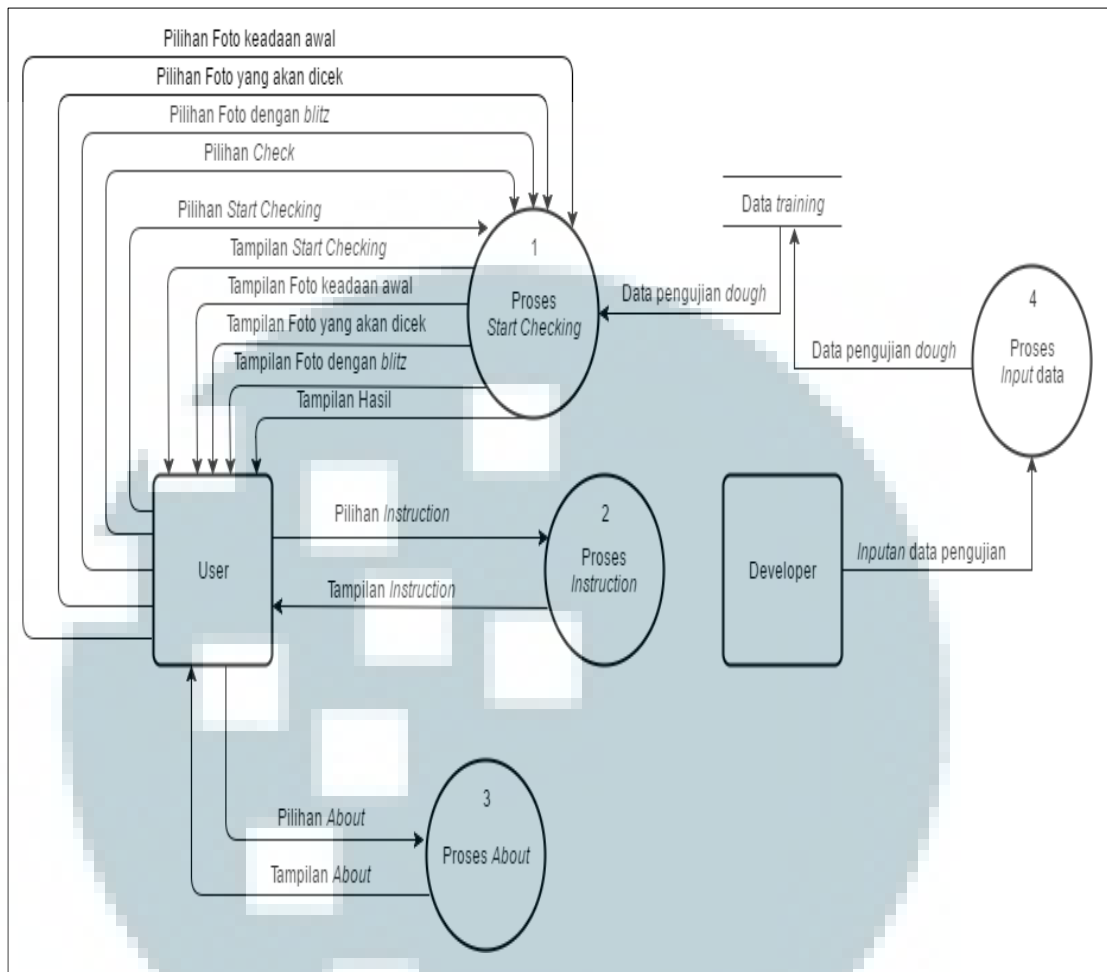 Pilihan Foto keadaan awal
Pilihan Foto yang akan dicek
Pilihan Foto dengan blitz
Pilihan Check
Pilihan Start Checking
Tampilan Start Checking
Tampilan Foto keadaan awal
Tampilan Foto yang akan dicek
Tampilan Foto dengan blitz
Tampilan Hasil
1
Proses
Start Checking
Data training
Data pengujian dough
Data pengujian dough
4
Proses
Input data
User
Pilihan Instruction
Tampilan Instruction
2
Proses
Instruction
Developer
Inputan data pengujian
Pilihan About
Tampilan About
3
Proses About